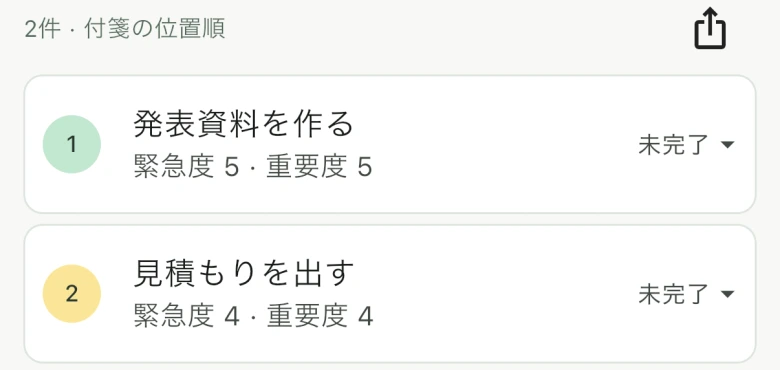 2件 · 付箋の位置順
1
発表資料を作る
緊急度 5 · 重要度 5
未完了
2
見積もりを出す
緊急度 4 · 重要度 4
未完了